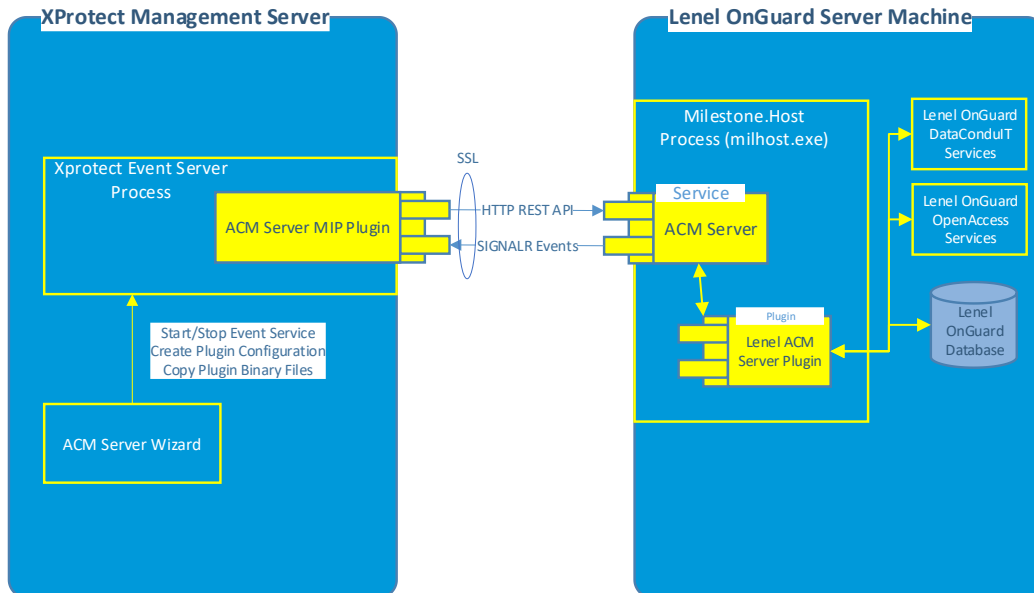 XProtect Management Server
Xprotect Event Server
Process
ACM Server MIP Plugin
Start/Stop Event Service
Create Plugin Configuration
Copy Plugin Binary Files
ACM Server Wizard
SSL
HTTP REST API
SIGNALR Events
Lenel OnGuard Server Machine
Milestone.Host
Process (milhost.exe)
Service
ACM Server
Plugin
Lenel ACM
Server Plugin
Lenel OnGuard
DataConduIT
Services
Lenel OnGuard
OpenAccess
Services
Lenel
OnGuard
Database